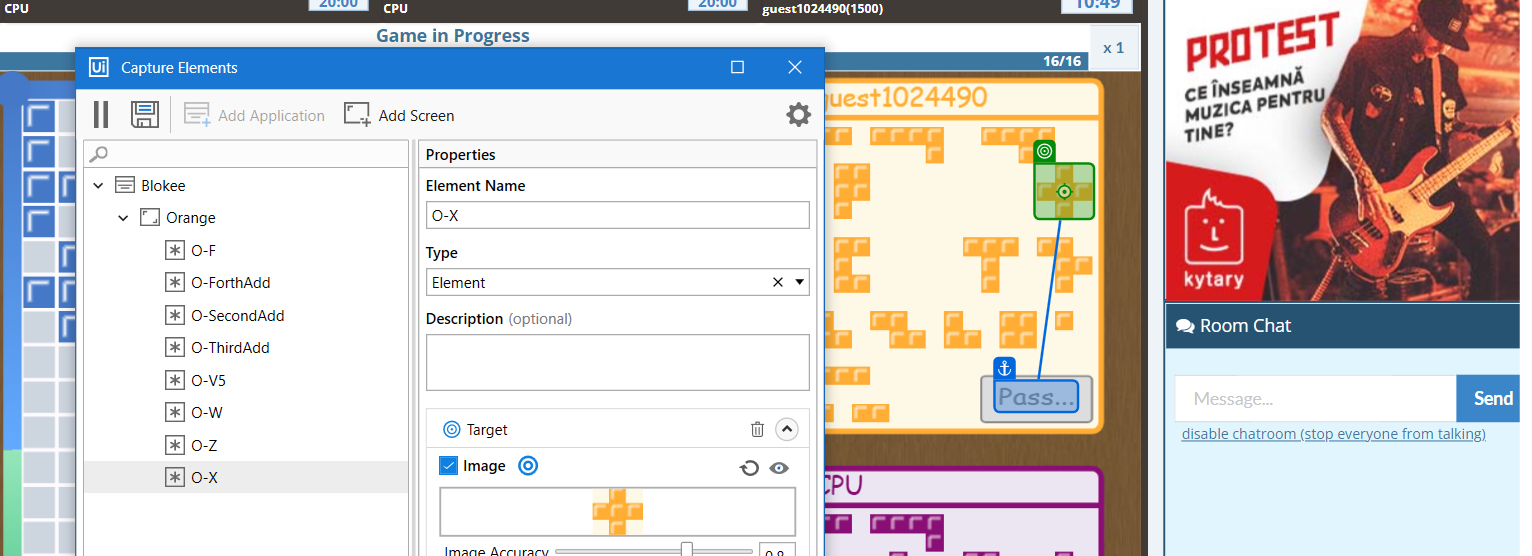 CPU
20:00
CPU
20:00
guest1024490(1500)
10:49
Game in Progress
x 1
16/16
Ui Capture Elements
Add Application
Add Screen
Properties
Blokee
Orange
O-F
O-ForthAdd
O-SecondAdd
O-ThirdAdd
O-V5
O-W
O-Z
O-X
Element Name
O-X
Type
Element
Description (optional)
Target
Image
Image Accuracy
0.8
guest1024490
Pass...
CPU
PROTEST
CE ÎNSEAMNĂ
MUZICA PENTRU
TINE?
kytary
Room Chat
Message...
Send
disable chatroom (stop everyone from talking)